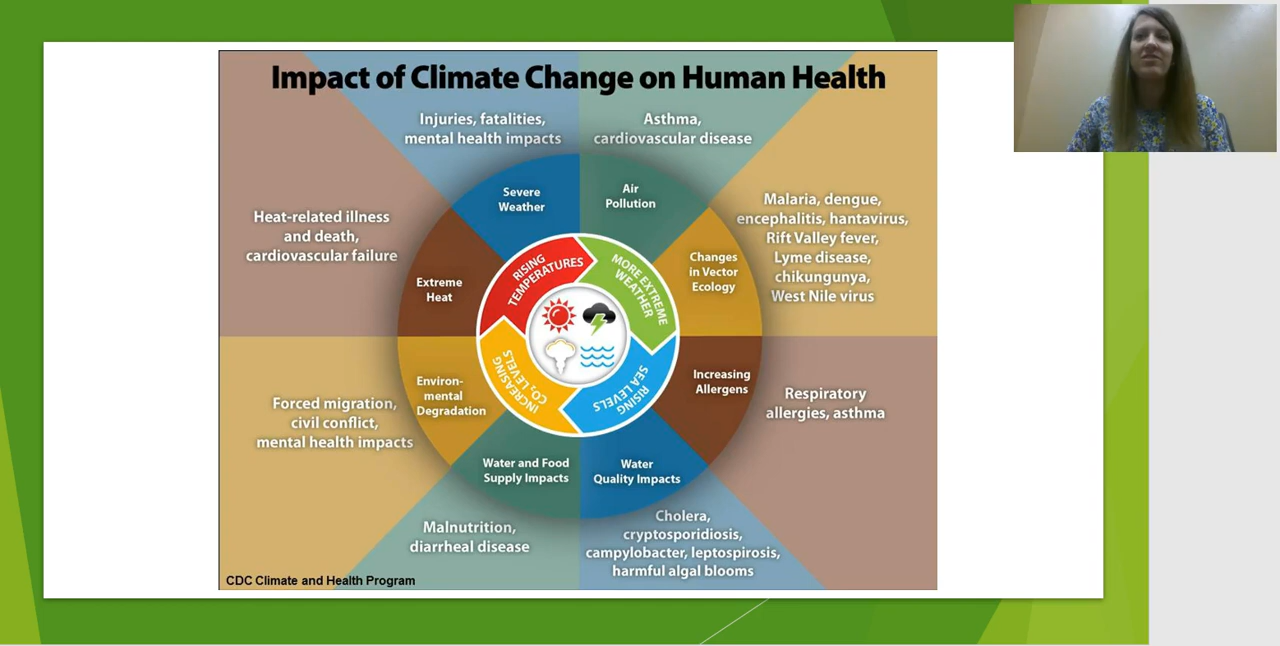 Impact of Climate Change on Human Health
Injuries, fatalities,
mental health impacts
Asthma,
cardiovascular disease
Severe
Weather
Air
Pollution
Heat-related illness
and death,
cardiovascular failure
Extreme
Heat
RISING
TEMPERATURES
MORE EXTREME
WEATHER
Changes
in Vector
Ecology
Malaria, dengue,
encephalitis, hantavirus,
Rift Valley fever,
Lyme disease,
chikungunya,
West Nile virus
Forced migration,
civil conflict,
mental health impacts
Environ-
mental
Degradation
INCREASING
CO₂ LEVELS
RISING
SEA LEVELS
Increasing
Allergens
Respiratory
allergies, asthma
Water and Food
Supply Impacts
Water
Quality Impacts
Malnutrition,
diarrheal disease
Cholera,
cryptosporidiosis,
campylobacter, leptospirosis,
harmful algal blooms
CDC Climate and Health Program